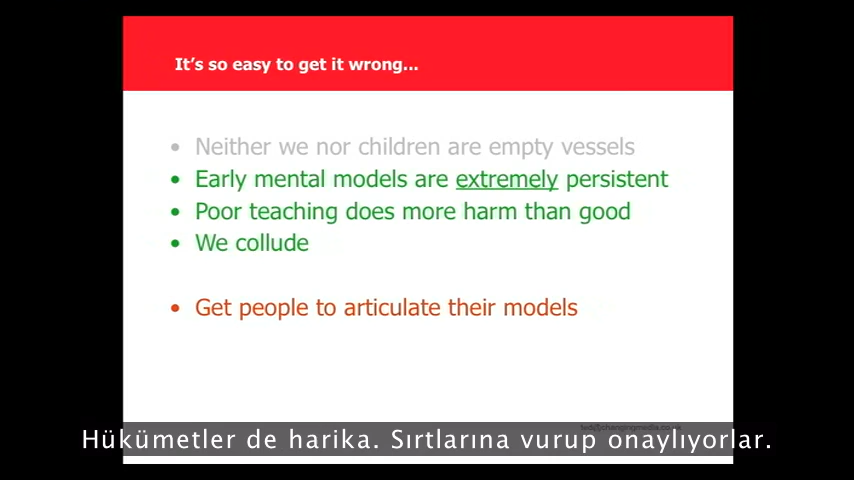 It's so easy to get it wrong...
• Neither we nor children are empty vessels
• Early mental models are extremely persistent
• Poor teaching does more harm than good
• We collude
• Get people to articulate their models
Hükümetler de harika. Sırtlarına vurup onaylıyorlar.